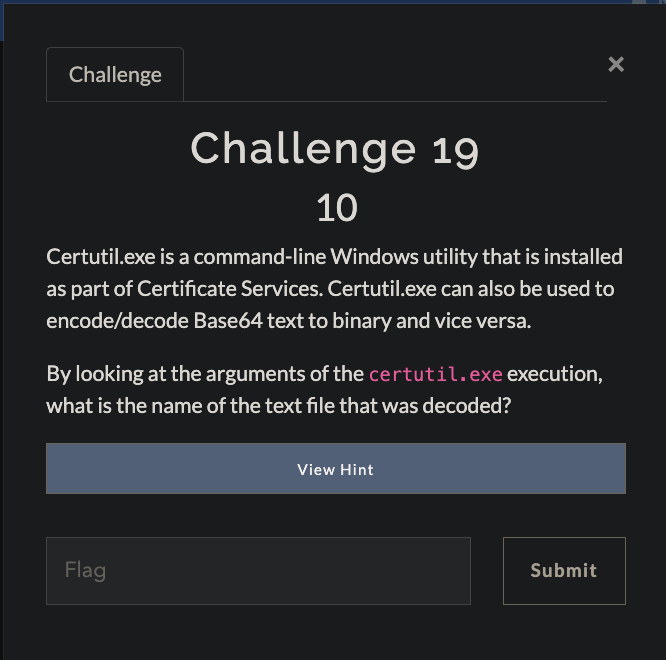 Challenge
×
Challenge 19
10
Certutil.exe is a command-line Windows utility that is installed
as part of Certificate Services. Certutil.exe can also be used to
encode/decode Base64 text to binary and vice versa.
By looking at the arguments of the certutil.exe execution,
what is the name of the text file that was decoded?
View Hint
Flag
Submit